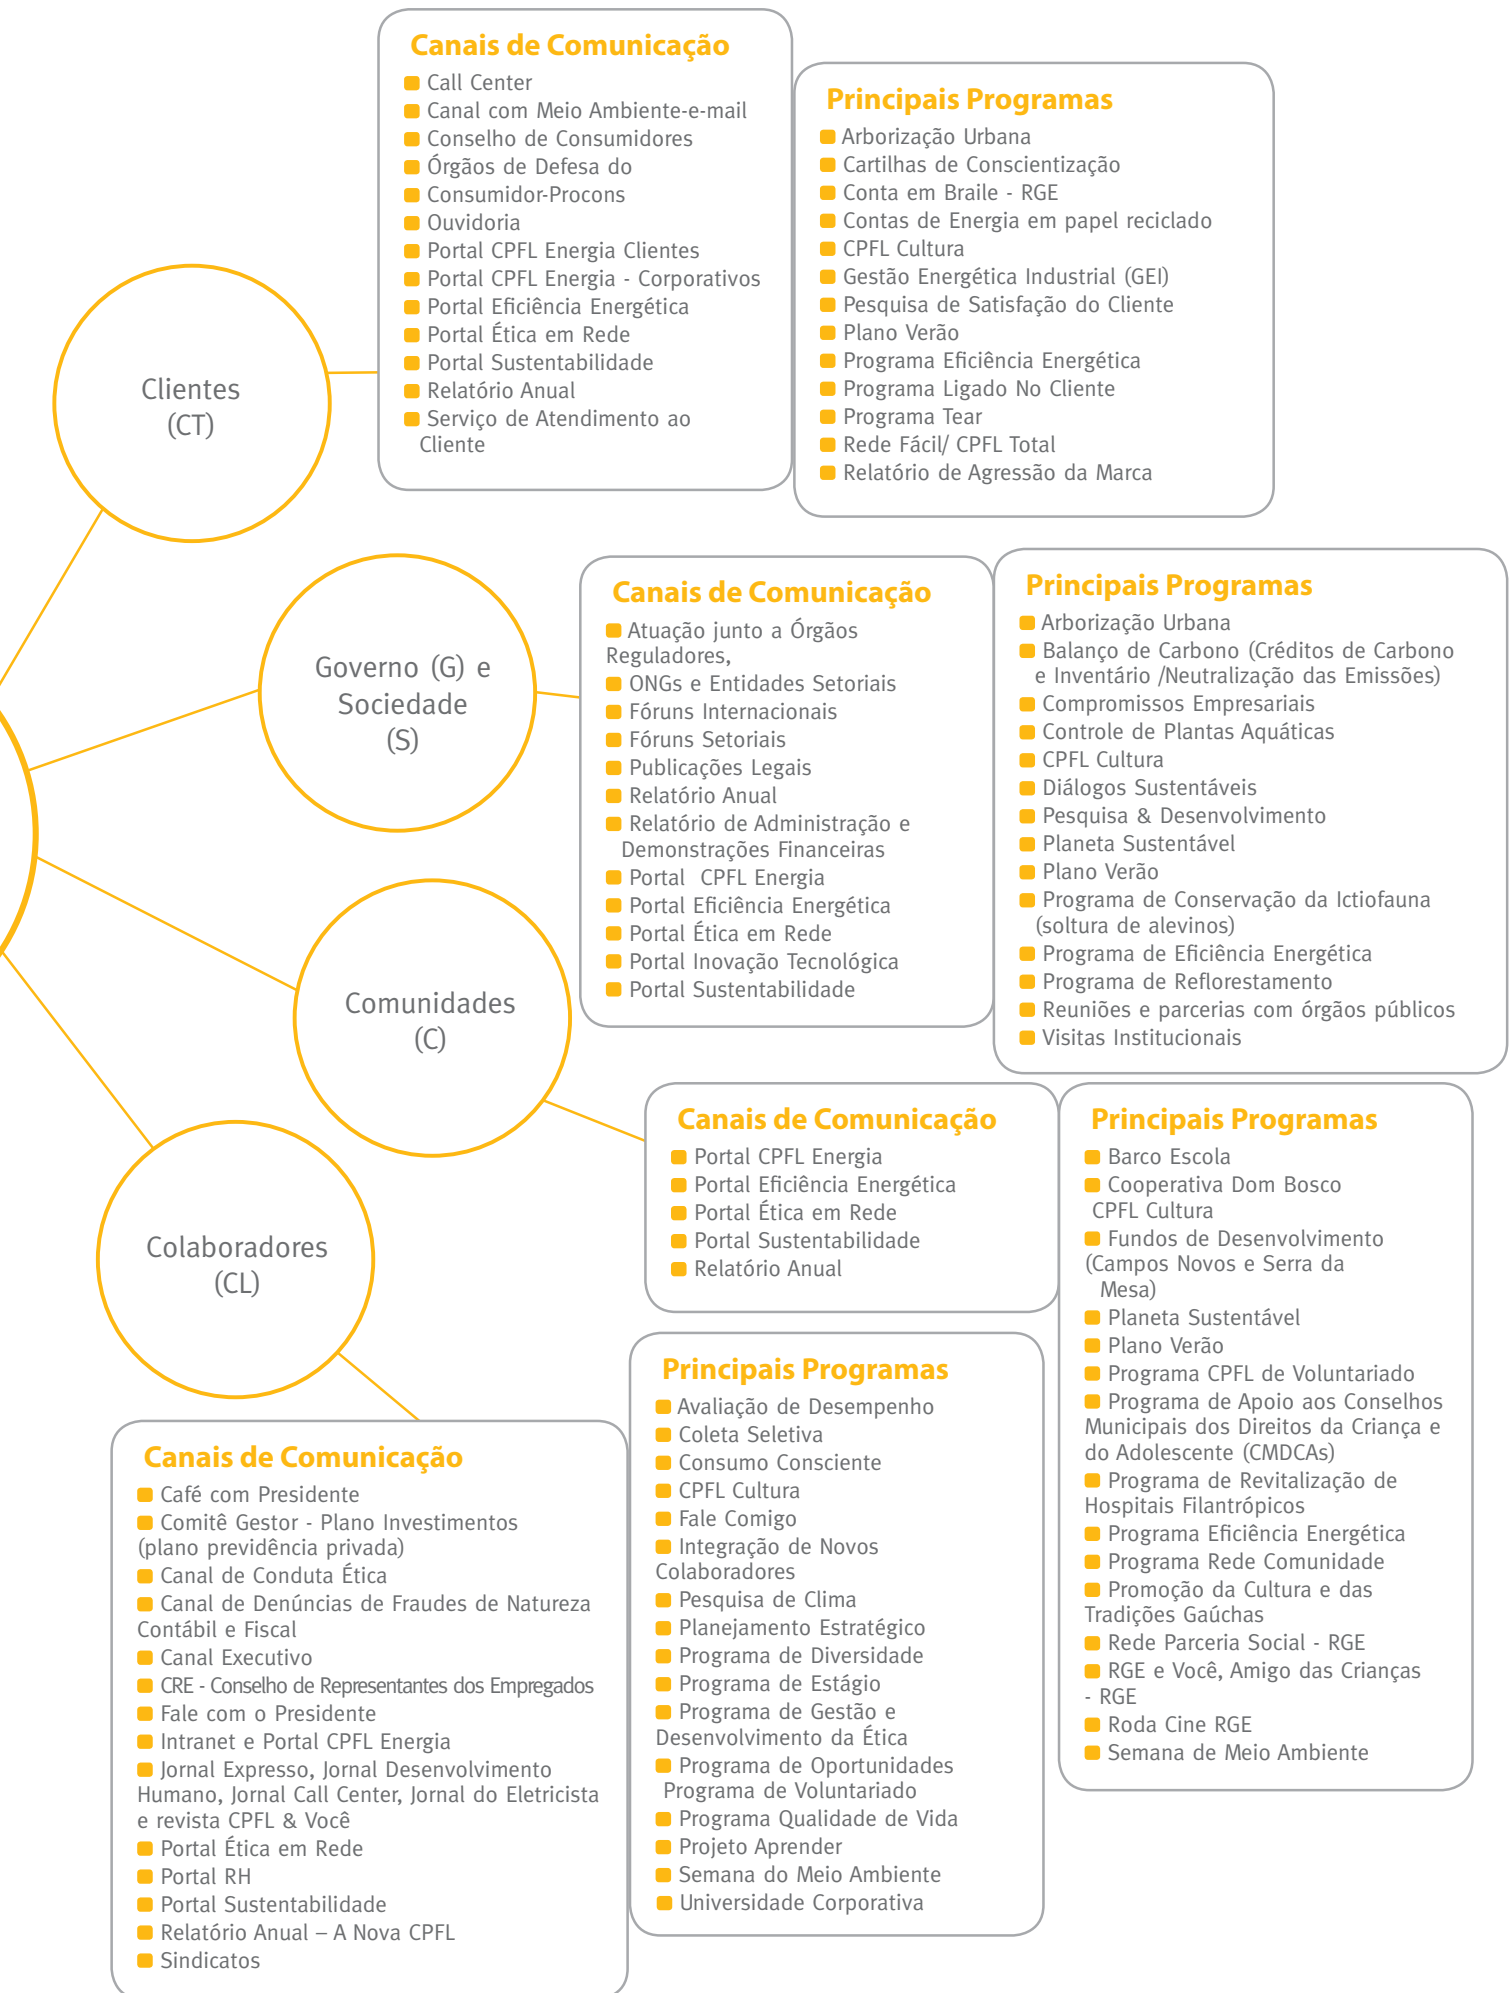 Clientes
(CT)
Canais de Comunicação
Call Center
Canal com Meio Ambiente-e-mail
Conselho de Consumidores
Órgãos de Defesa do
Consumidor-Procons
Ouvidoria
Portal CPFL Energia Clientes
Portal CPFL Energia - Corporativos
Portal Eficiência Energética
Portal Ética em Rede
Portal Sustentabilidade
Relatório Anual
Serviço de Atendimento ao
Cliente
Principais Programas
Arborização Urbana
Cartilhas de Conscientização
Conta em Braile - RGE
Contas de Energia em papel reciclado
CPFL Cultura
Gestão Energética Industrial (GEI)
Pesquisa de Satisfação do Cliente
Plano Verão
Programa Eficiência Energética
Programa Ligado No Cliente
Programa Tear
Rede Fácil/ CPFL Total
Relatório de Agressão da Marca
Governo (G) e
Sociedade
(S)
Canais de Comunicação
Atuação junto a Órgãos
Reguladores,
ONGs e Entidades Setoriais
Fóruns Internacionais
Fóruns Setoriais
Publicações Legais
Relatório Anual
Relatório de Administração e
Demonstrações Financeiras
Portal CPFL Energia
Portal Eficiência Energética
Portal Ética em Rede
Portal Inovação Tecnológica
Portal Sustentabilidade
Principais Programas
Arborização Urbana
Balanço de Carbono (Créditos de Carbono
e Inventário /Neutralização das Emissões)
Compromissos Empresariais
Controle de Plantas Aquáticas
CPFL Cultura
Diálogos Sustentáveis
Pesquisa & Desenvolvimento
Planeta Sustentável
Plano Verão
Programa de Conservação da Ictiofauna
(soltura de alevinos)
Programa de Eficiência Energética
Programa de Reflorestamento
Reuniões e parcerias com órgãos públicos
Visitas Institucionais
Comunidades
(C)
Canais de Comunicação
Portal CPFL Energia
Portal Eficiência Energética
Portal Ética em Rede
Portal Sustentabilidade
Relatório Anual
Principais Programas
Barco Escola
Cooperativa Dom Bosco
CPFL Cultura
Fundos de Desenvolvimento
(Campos Novos e Serra da
Mesa)
Planeta Sustentável
Plano Verão
Programa CPFL de Voluntariado
Programa de Apoio aos Conselhos
Municipais dos Direitos da Criança e
do Adolescente (CMDCAs)
Programa de Revitalização de
Hospitais Filantrópicos
Programa Eficiência Energética
Programa Rede Comunidade
Promoção da Cultura e das
Tradições Gaúchas
Rede Parceria Social - RGE
RGE e Você, Amigo das Crianças
- RGE
Roda Cine RGE
Semana de Meio Ambiente
Colaboradores
(CL)
Canais de Comunicação
Café com Presidente
Comitê Gestor - Plano Investimentos
(plano previdência privada)
Canal de Conduta Ética
Canal de Denúncias de Fraudes de Natureza
Contábil e Fiscal
Canal Executivo
CRE - Conselho de Representantes dos Empregados
Fale com o Presidente
Intranet e Portal CPFL Energia
Jornal Expresso, Jornal Desenvolvimento
Humano, Jornal Call Center, Jornal do Eletricista
e revista CPFL & Você
Portal Ética em Rede
Portal RH
Portal Sustentabilidade
Relatório Anual – A Nova CPFL
Sindicatos
Principais Programas
Avaliação de Desempenho
Coleta Seletiva
Consumo Consciente
CPFL Cultura
Fale Comigo
Integração de Novos
Colaboradores
Pesquisa de Clima
Planejamento Estratégico
Programa de Diversidade
Programa de Estágio
Programa de Gestão e
Desenvolvimento da Ética
Programa de Oportunidades
Programa de Voluntariado
Programa Qualidade de Vida
Projeto Aprender
Semana do Meio Ambiente
Universidade Corporativa